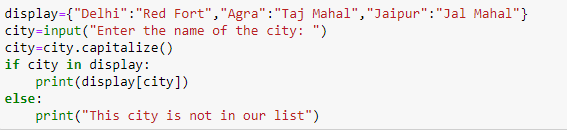 display={"Delhi":"Red Fort","Agra":"Taj Mahal","Jaipur":"Jal Mahal"}
city=input("Enter the name of the city: ")
city=city.capitalize()
if city in display:
    print(display[city])
else:
    print("This city is not in our list")